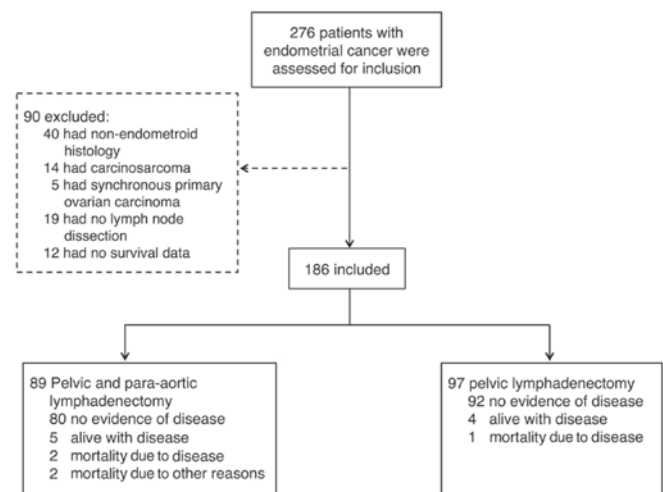 276 patients with
endometrial cancer were
assessed for inclusion
90 excluded:
40 had non-endometroid
histology
14 had carcinosarcoma
5 had synchronous primary
ovarian carcinoma
19 had no lymph node
dissection
12 had no survival data
186 included
89 Pelvic and para-aortic
lymphadenectomy
80 no evidence of disease
5 alive with disease
2 mortality due to disease
2 mortality due to other reasons
97 pelvic lymphadenectomy
92 no evidence of disease
4 alive with disease
1 mortality due to disease